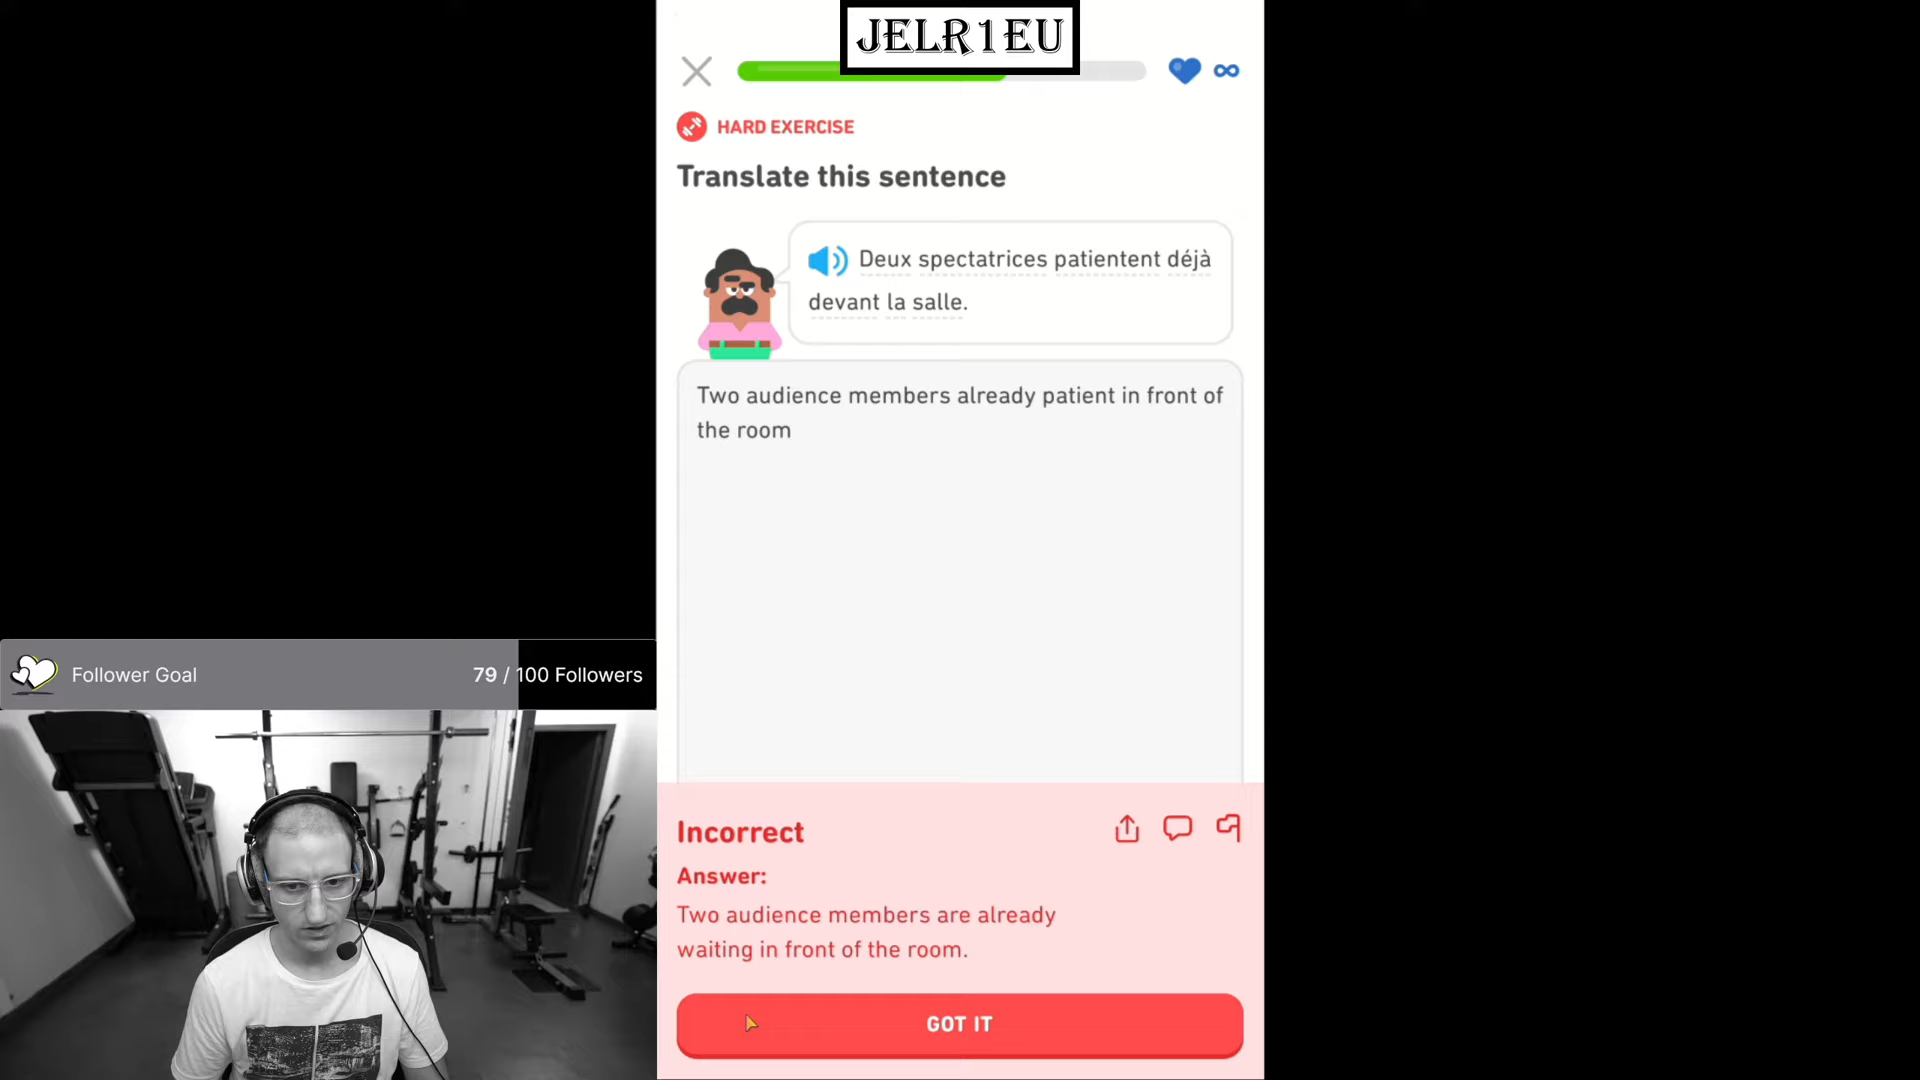 JELR1EU
HARD EXERCISE
Translate this sentence
Deux spectatrices patientent déjà
devant la salle.
Two audience members already patient in front of
the room
Follower Goal
79 / 100 Followers
Incorrect
Answer:
Two audience members are already
waiting in front of the room.
GOT IT